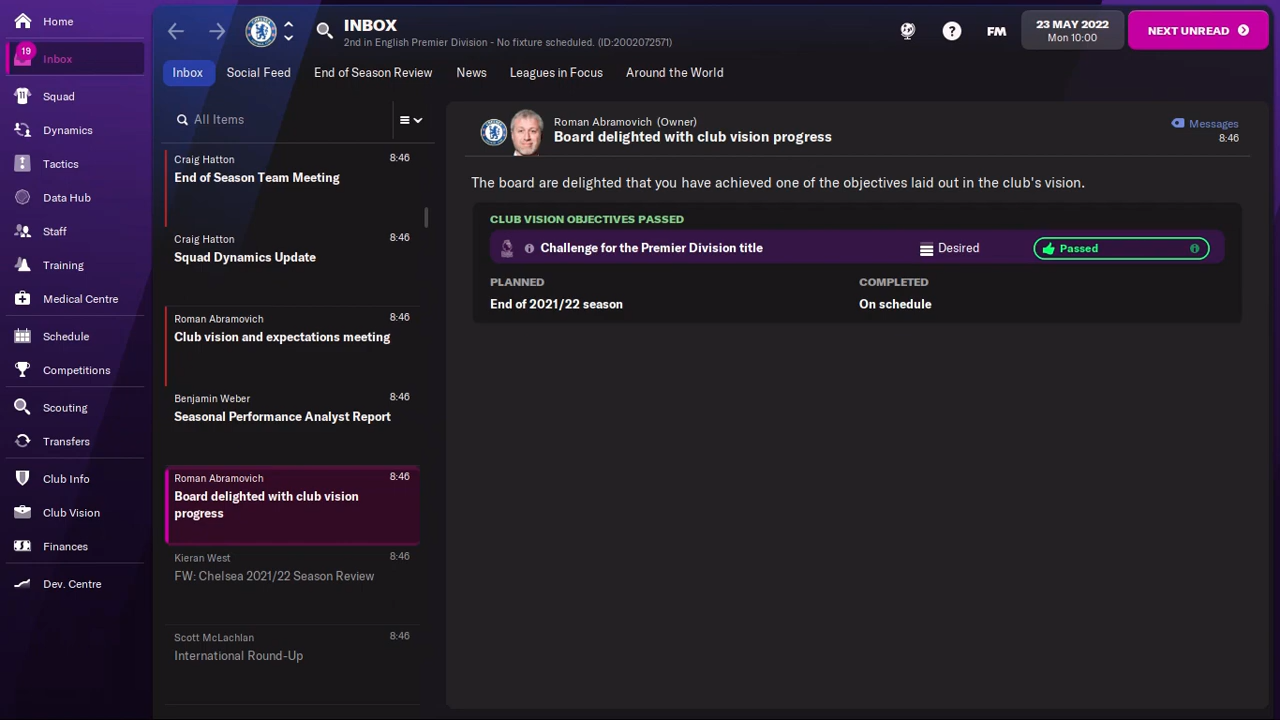 Home
19
Inbox
Squad
Dynamics
Tactics
Data Hub
Staff
Training
Medical Centre
Schedule
Competitions
Scouting
Transfers
Club Info
Club Vision
Finances
Dev. Centre
INBOX
2nd in English Premier Division - No fixture scheduled. (ID:2002072571)
?
FM
23 MAY 2022
Mon 10:00
NEXT UNREAD
Inbox Social Feed End of Season Review News Leagues in Focus Around the World
All Items
Craig Hatton 8:46
End of Season Team Meeting
Craig Hatton 8:46
Squad Dynamics Update
Roman Abramovich 8:46
Club vision and expectations meeting
Benjamin Weber 8:46
Seasonal Performance Analyst Report
Roman Abramovich 8:46
Board delighted with club vision
progress
Kieran West 8:46
FW: Chelsea 2021/22 Season Review
Scott McLachlan 8:46
International Round-Up
Roman Abramovich (Owner)
Board delighted with club vision progress
Messages
8:46
The board are delighted that you have achieved one of the objectives laid out in the club's vision.
CLUB VISION OBJECTIVES PASSED
Challenge for the Premier Division title Desired Passed
PLANNED COMPLETED
End of 2021/22 season On schedule